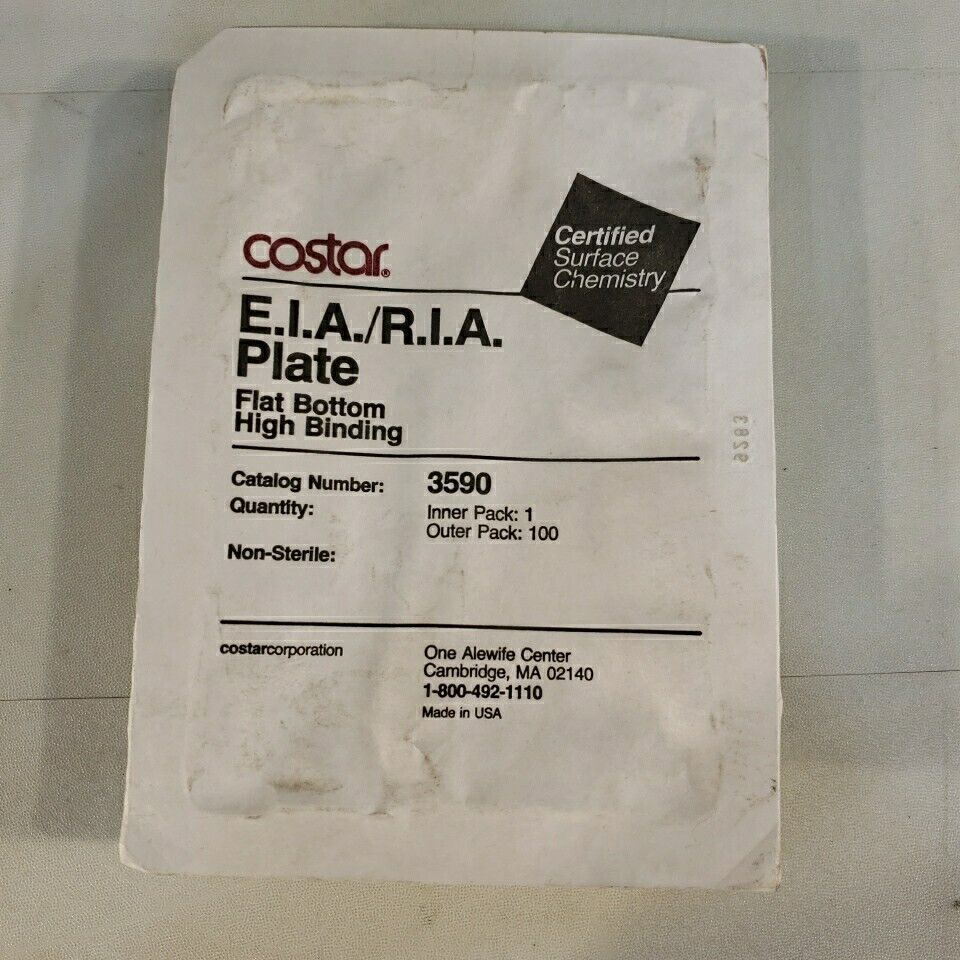 costar®
Certified
Surface
Chemistry
E.I.A./R.I.A.
Plate
Flat Bottom
High Binding
Catalog Number: 3590
Quantity: Inner Pack: 1
Outer Pack: 100
Non-Sterile:
costarcorporation
One Alewife Center
Cambridge, MA 02140
1-800-492-1110
Made in USA